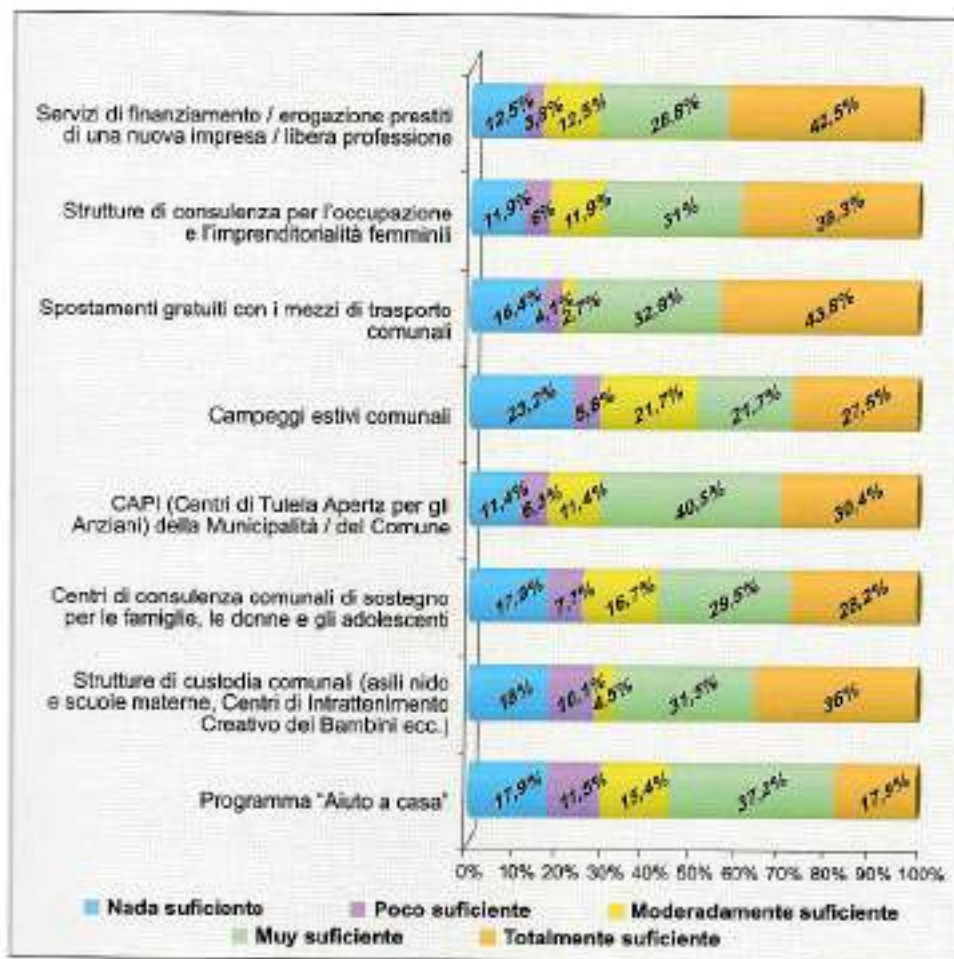 Servizi di finanziamento / erogazione prestiti
di una nuova impresa / libera professione
12,5% 3,8% 12,5% 28,8% 42,5%
Strutture di consulenza per l'occupazione
e l'imprenditorialità femminili
11,9% 6% 11,9% 31% 39,3%
Spostamenti gratuiti con i mezzi di trasporto
comunali
16,4% 4,1% 2,7% 32,9% 43,8%
Campeggi estivi comunali
23,2% 5,8% 21,7% 21,7% 27,5%
CAPI (Centri di Tutela Aperta per gli
Anziani) della Municipalità / del Comune
11,4% 6,3% 11,4% 40,5% 30,4%
Centri di consulenza comunali di sostegno
per le famiglie, le donne e gli adolescenti
17,9% 7,7% 16,7% 29,5% 28,2%
Strutture di custodia comunali (asili nido
e scuole materne, Centri di Intrattenimento
Creativo dei Bambini ecc.)
18% 10,1% 4,5% 31,5% 36%
Programma "Aiuto a casa"
17,9% 11,5% 15,4% 37,2% 17,9%
0% 10% 20% 30% 40% 50% 60% 70% 80% 90% 100%
Nada suficiente Poco suficiente Moderadamente suficiente
Muy suficiente Totalmente suficiente